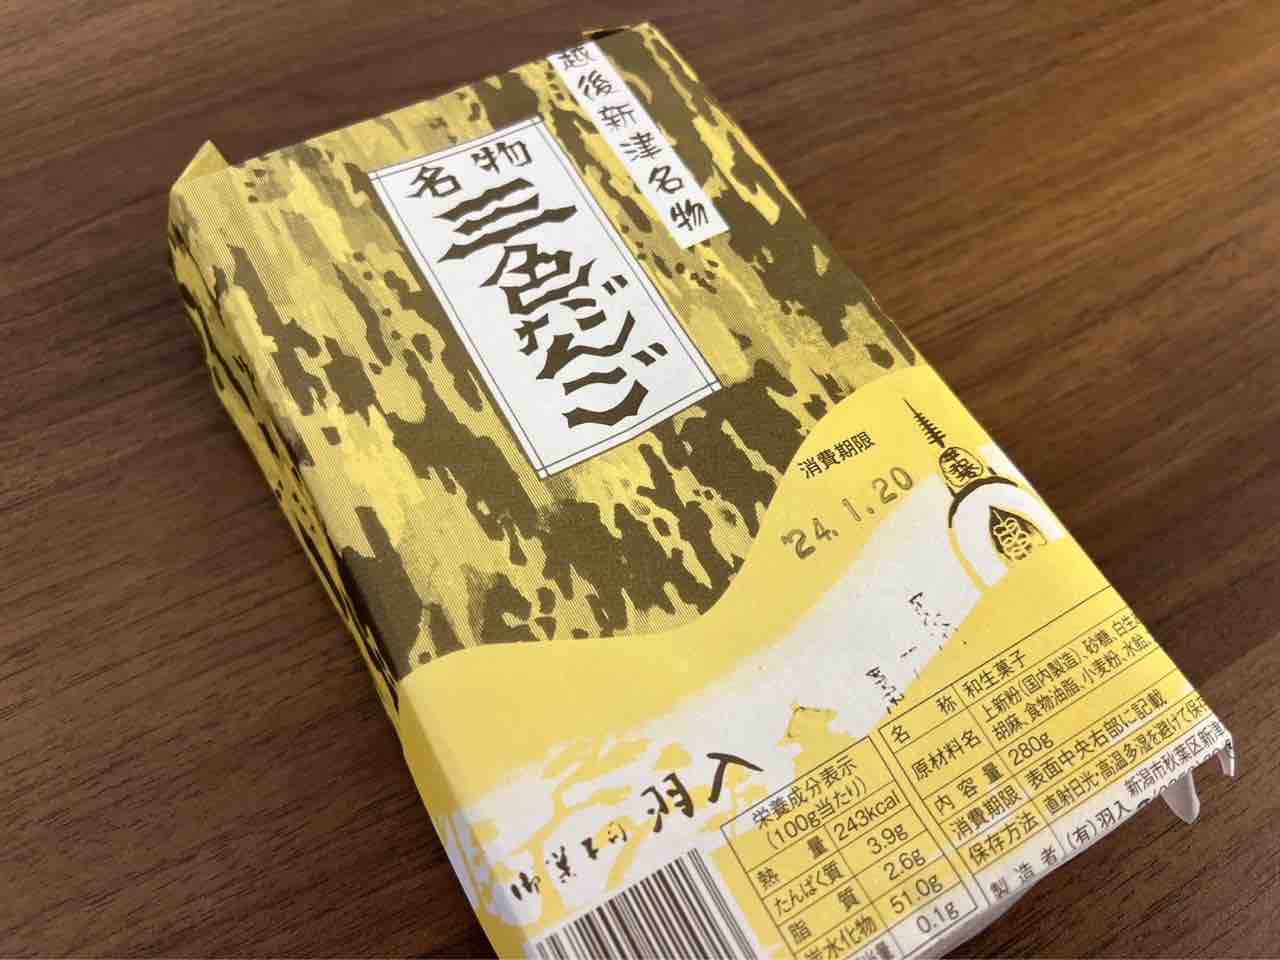 越後新津名物
名物
三色だんご
消費期限
'24.1.20
御菓子司 羽入
栄養成分表示
(100g当たり)
熱量 243kcal
たんぱく質 3.9g
脂質 2.6g
炭水化物 51.0g
0.1g
名称 和生菓子
原材料名 上新粉(国内製造)、砂糖、白生
胡麻、食物油脂、小麦粉、水飴、
内容量 280g
消費期限 表面中央右部に記載
保存方法 直射日光・高温多湿を避けて保存
製造者 (有)羽入 新潟市秋葉区新津